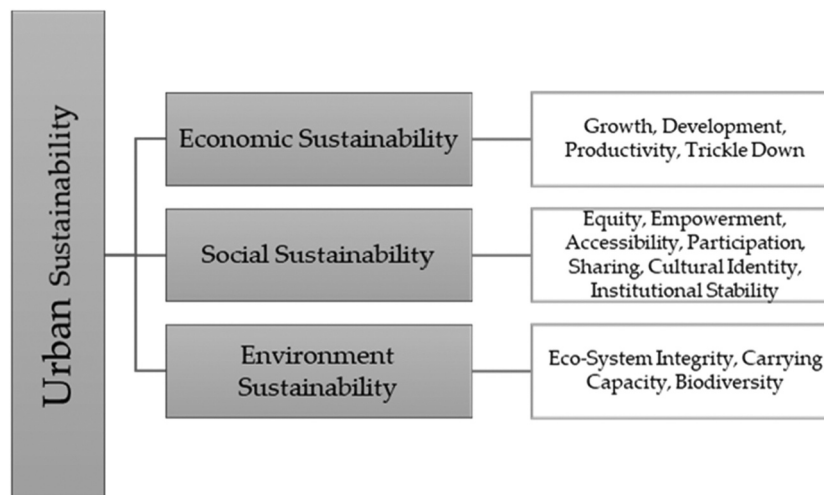 Urban Sustainability
Economic Sustainability
Growth, Development,
Productivity, Trickle Down
Social Sustainability
Equity, Empowerment,
Accessibility, Participation,
Sharing, Cultural Identity,
Institutional Stability
Environment
Sustainability
Eco-System Integrity, Carrying
Capacity, Biodiversity